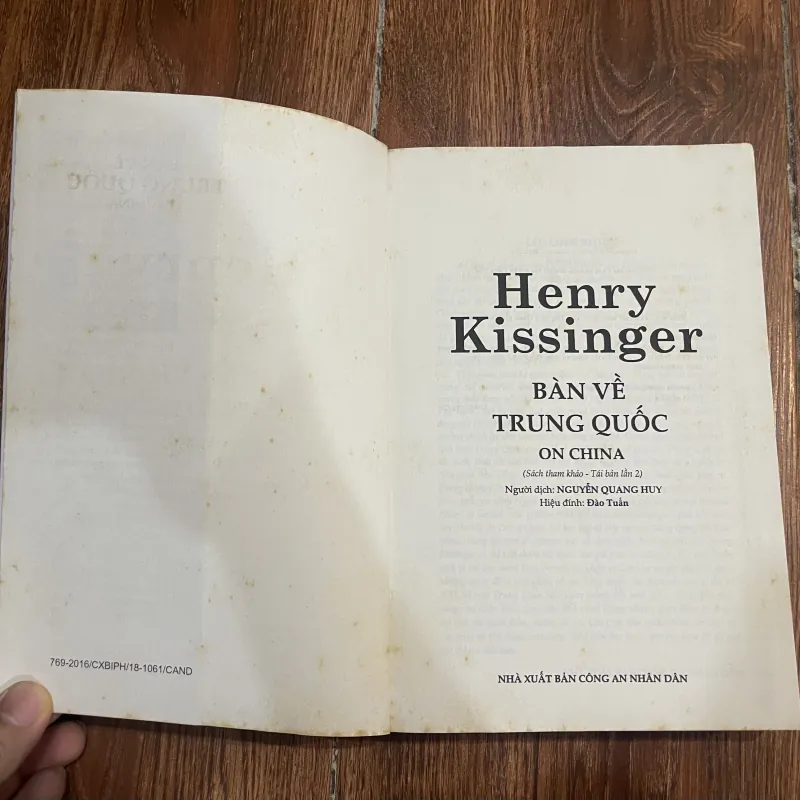 769-2016/CXBIPH/18-1061/CAND
Henry
Kissinger
BÀN VỀ
TRUNG QUỐC
ON CHINA
(Sách tham khảo - Tái bản lần 2)
Người dịch: NGUYỄN QUANG HUY
Hiệu đính: Đào Tuấn
NHÀ XUẤT BẢN CÔNG AN NHÂN DÂN